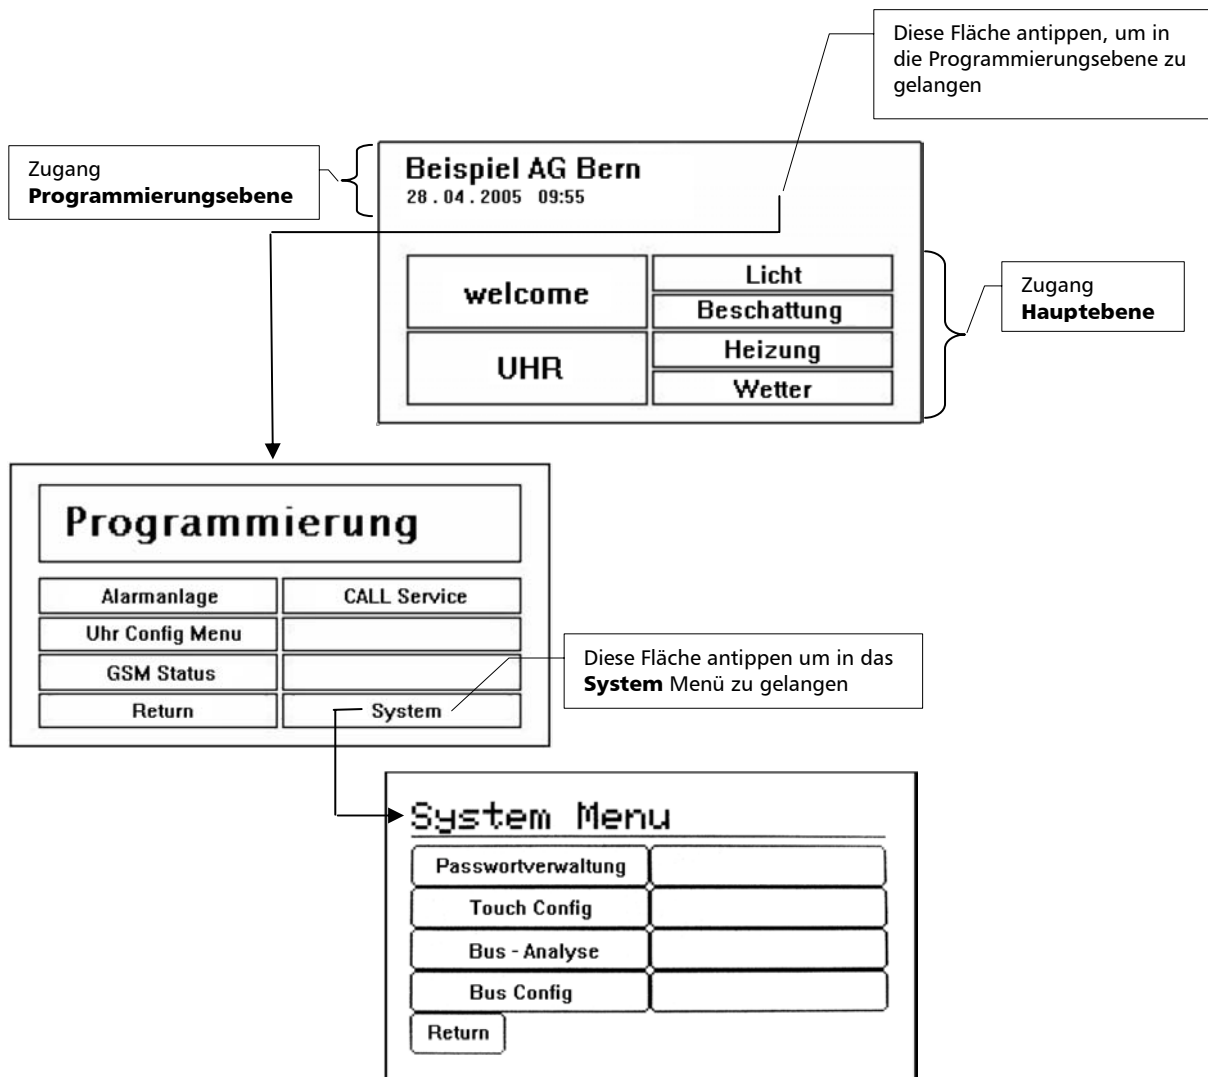 Diese Fläche antippen, um in
die Programmierungsebene zu
gelangen
Zugang
Programmierungsebene
Beispiel AG Bern
28 . 04 . 2005 09:55
welcome
UHR
Licht
Beschattung
Heizung
Wetter
Zugang
Hauptebene
Programmierung
Alarmanlage
CALL Service
Uhr Config Menu
GSM Status
Return
System
Diese Fläche antippen um in das
System Menü zu gelangen
System Menu
Passwortverwaltung
Touch Config
Bus - Analyse
Bus Config
Return